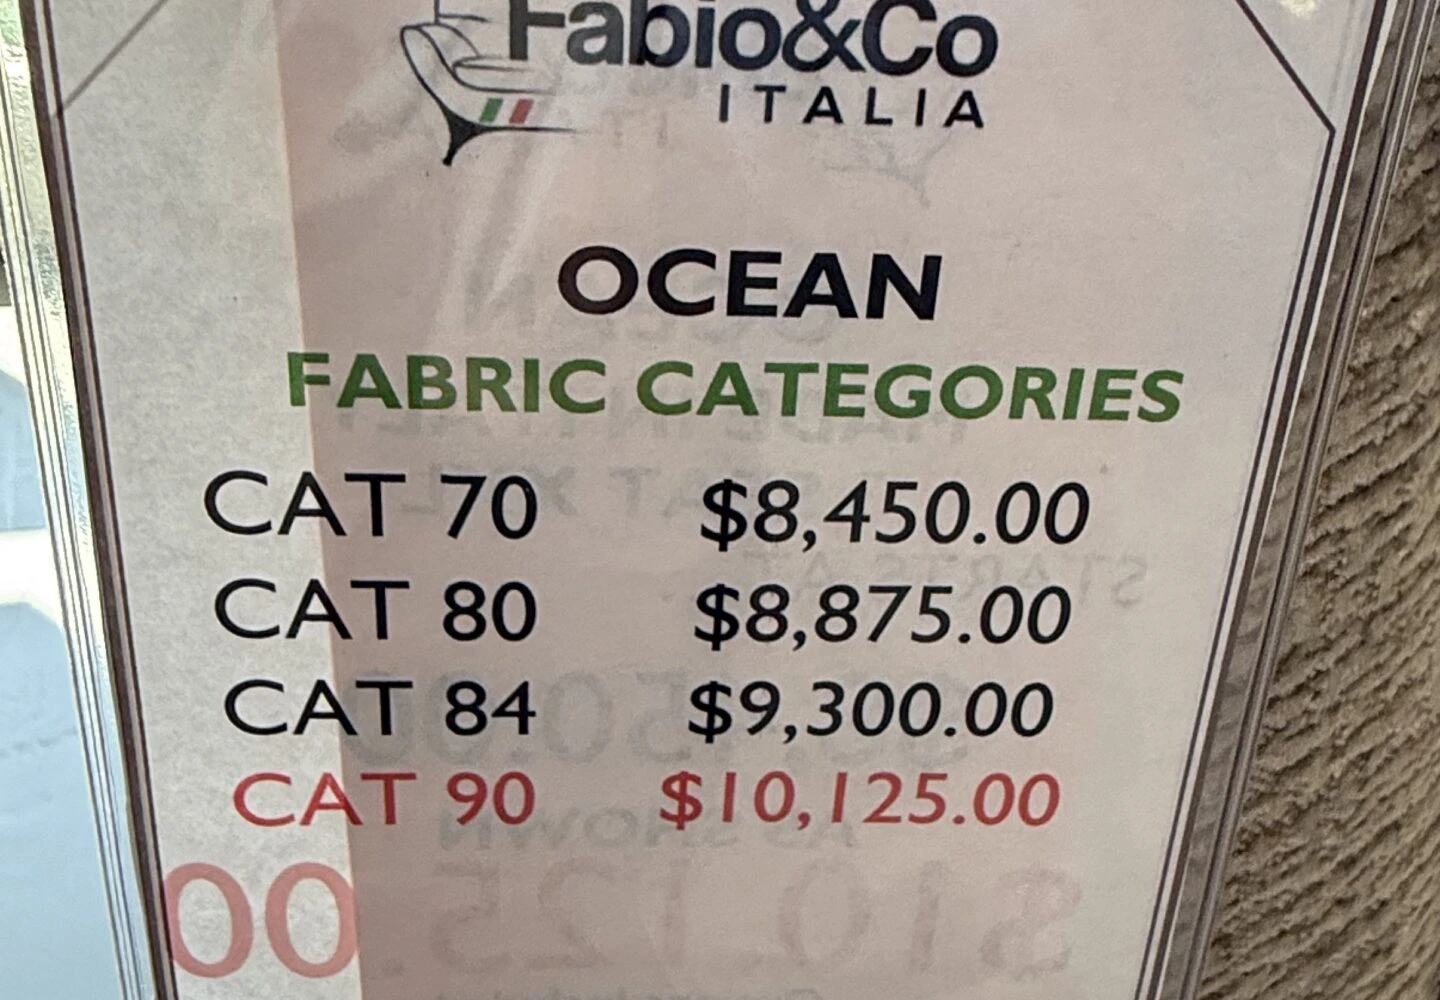 Fabio&Co
ITALIA
OCEAN
FABRIC CATEGORIES
CAT 70 $8,450.00
CAT 80 $8,875.00
CAT 84 $9,300.00
CAT 90 $10,125.00